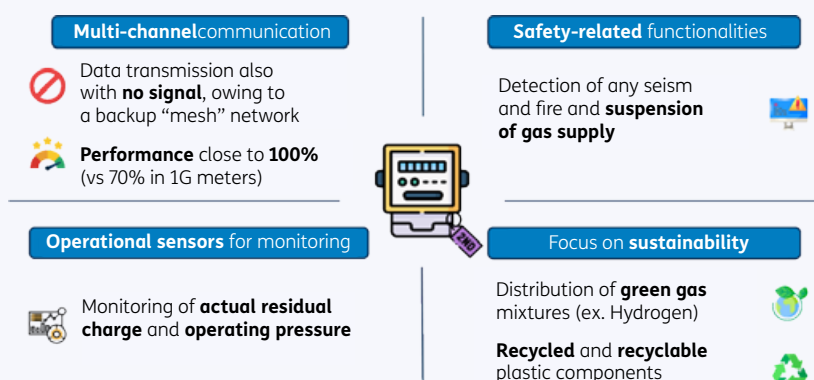 Multi-channelcommunication
Data transmission also
with no signal, owing to
a backup “mesh” network
Performance close to 100%
(vs 70% in 1G meters)
Safety-related functionalities
Detection of any seism
and fire and suspension
of gas supply
2ND
Operational sensors for monitoring
Monitoring of actual residual
charge and operating pressure
Focus on sustainability
Distribution of green gas
mixtures (ex. Hydrogen)
Recycled and recyclable
plastic components